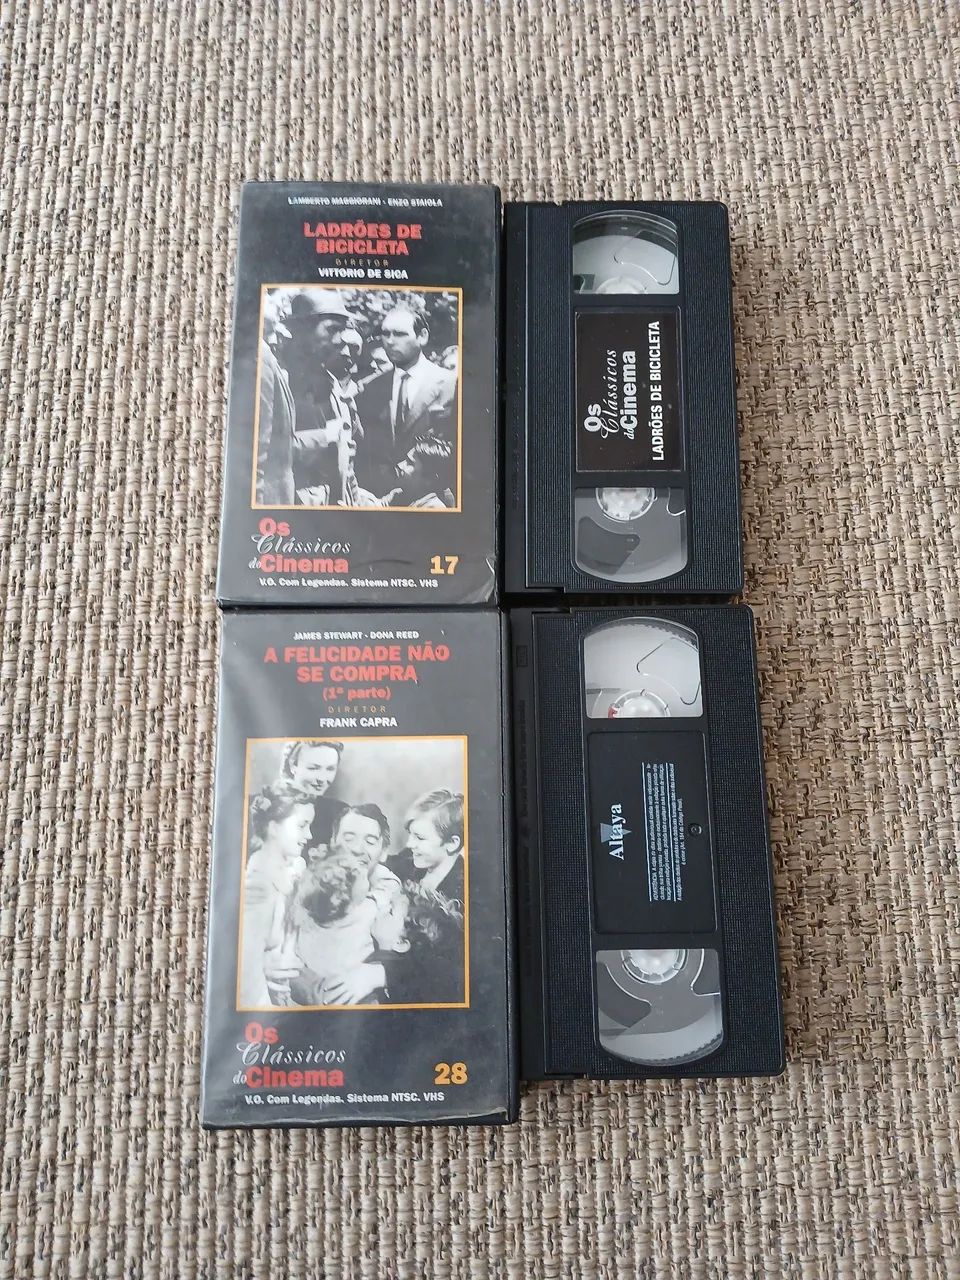 LAMBERTO MAGGIORANI - ENZO STAIOLA
LADRÕES DE
BICICLETA
DIRETOR
VITTORIO DE SICA
Os
Clássicos
do Cinema
17
V.O. Com Legendas. Sistema NTSC. VHS
Os
Clássicos
do Cinema
LADRÕES DE BICICLETA
JAMES STEWART - DONA REED
A FELICIDADE NÃO
SE COMPRA
(1ª parte)
DIRETOR
FRANK CAPRA
Os
Clássicos
do Cinema
28
V.O. Com Legendas. Sistema NTSC. VHS
Altaya